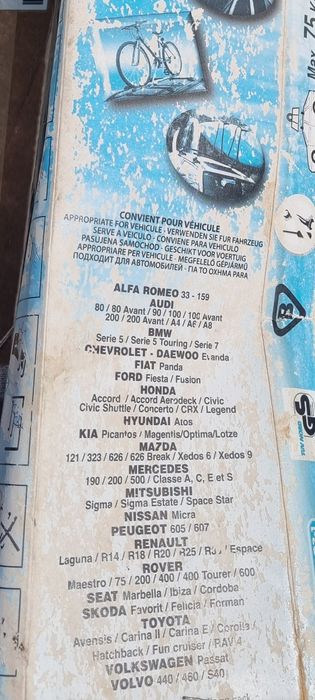 Max. 75 K
CONVIENT POUR VÉHICULE
APPROPRIATE FOR VEHICULE - VERWENDEN SIE FUR FAHRZEUG
SERVE A VEICULO - CONVIENE PARA VEHICULO
PASUJENA SAMOCHOD - GESCHIKT VOOR VOERTUIG
APPROPRIARE PER VEHICULE - MEGFELELŐ GÉPJÁRMŰ
ПОДХОДИТ ДЛЯ АВТОМОБИЛЕЙ - ΓΙΑ ΤΟ ΟΧΗΜΑ ΡΑ
ALFA ROMEO 33 - 159
AUDI
80 / 80 Avant / 90 / 100 / 100 Avant
200 / 200 Avant / A4 / A6 / A8
BMW
Serie 5 / Serie 5 Touring / Serie 7
CHEVROLET - DAEWOO Evanda
FIAT Panda
FORD Fiesta / Fusion
HONDA
Accord / Accord Aerodeck / Civic
Civic Shuttle / Concerto / CRX / Legend
HYUNDAI Atos
KIA Picantos / Magentis/Optima/Lotze
MAZDA
121 / 323 / 626 / 626 Break / Xedos 6 / Xedos 9
MERCEDES
190 / 200 / 500 / Classe A, C, E et S
MITSUBISHI
Sigma / Sigma Estate / Space Star
NISSAN Micra
PEUGEOT 605 / 607
RENAULT
Laguna / R14 / R18 / R20 / R25 / Espace
ROVER
Maestro / 75 / 200 / 400 / 400 Tourer / 600
SEAT Marbella / Ibiza / Cordoba
SKODA Favorit / Felicia / Forman
TOYOTA
Avensis / Carina II / Carina E / Corolla /
Hatchback / Fun cruiser / RAV 4
VOLKSWAGEN Passat
VOLVO 440 / 460 / S40